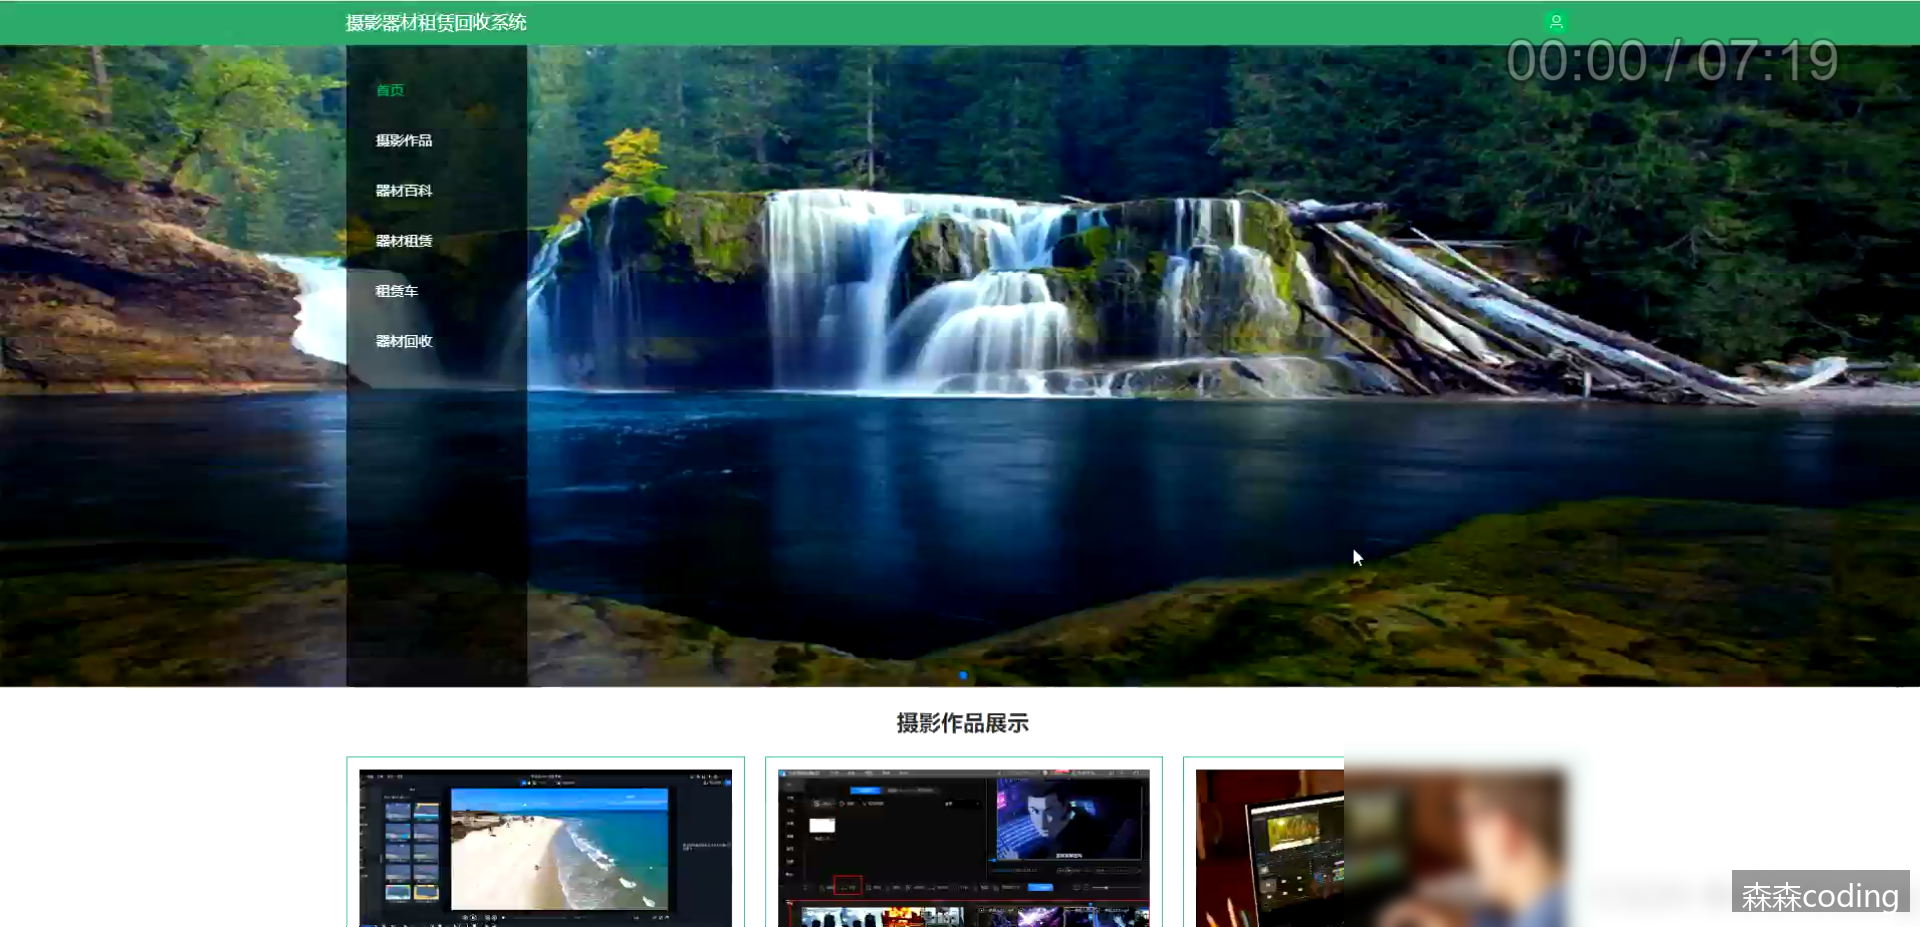 摄影器材租赁回收系统
00:00 / 07:19
首页
摄影作品
器材百科
器材租赁
租赁车
器材回收
摄影作品展示
森森coding